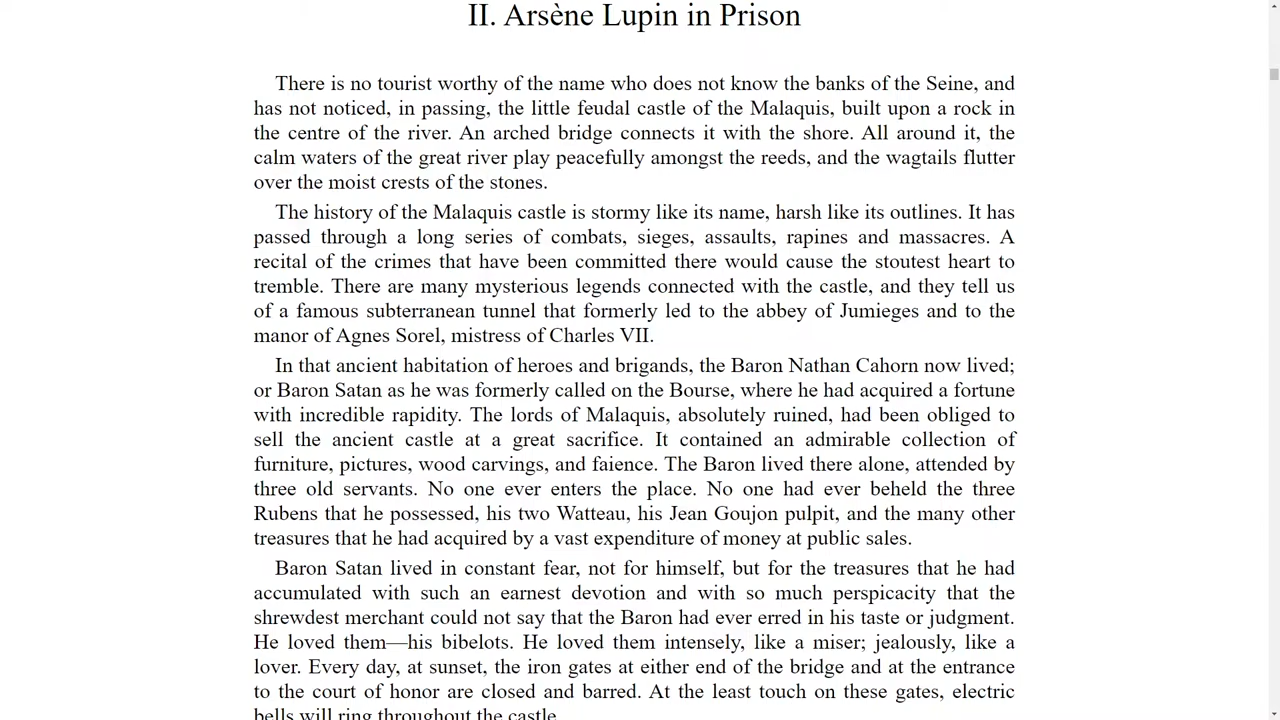 II. Arsène Lupin in Prison
There is no tourist worthy of the name who does not know the banks of the Seine, and
has not noticed, in passing, the little feudal castle of the Malaquis, built upon a rock in
the centre of the river. An arched bridge connects it with the shore. All around it, the
calm waters of the great river play peacefully amongst the reeds, and the wagtails flutter
over the moist crests of the stones.
The history of the Malaquis castle is stormy like its name, harsh like its outlines. It has
passed through a long series of combats, sieges, assaults, rapines and massacres. A
recital of the crimes that have been committed there would cause the stoutest heart to
tremble. There are many mysterious legends connected with the castle, and they tell us
of a famous subterranean tunnel that formerly led to the abbey of Jumieges and to the
manor of Agnes Sorel, mistress of Charles VII.
In that ancient habitation of heroes and brigands, the Baron Nathan Cahorn now lived;
or Baron Satan as he was formerly called on the Bourse, where he had acquired a fortune
with incredible rapidity. The lords of Malaquis, absolutely ruined, had been obliged to
sell the ancient castle at a great sacrifice. It contained an admirable collection of
furniture, pictures, wood carvings, and faience. The Baron lived there alone, attended by
three old servants. No one ever enters the place. No one had ever beheld the three
Rubens that he possessed, his two Watteau, his Jean Goujon pulpit, and the many other
treasures that he had acquired by a vast expenditure of money at public sales.
Baron Satan lived in constant fear, not for himself, but for the treasures that he had
accumulated with such an earnest devotion and with so much perspicacity that the
shrewdest merchant could not say that the Baron had ever erred in his taste or judgment.
He loved them—his bibelots. He loved them intensely, like a miser; jealously, like a
lover. Every day, at sunset, the iron gates at either end of the bridge and at the entrance
to the court of honor are closed and barred. At the least touch on these gates, electric
bells will ring throughout the castle.